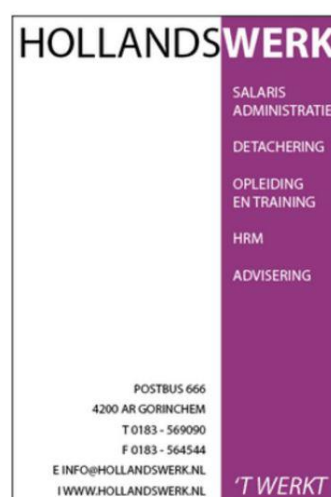 HOLLANDSWERK
SALARIS
ADMINISTRATIE
DETACHERING
OPLEIDING
EN TRAINING
HRM
ADVISERING
POSTBUS 666
4200 AR GORINCHEM
T 0183 - 569090
F 0183 - 564544
E INFO@HOLLANDSWERK.NL
I WWW.HOLLANDSWERK.NL
'T WERKT